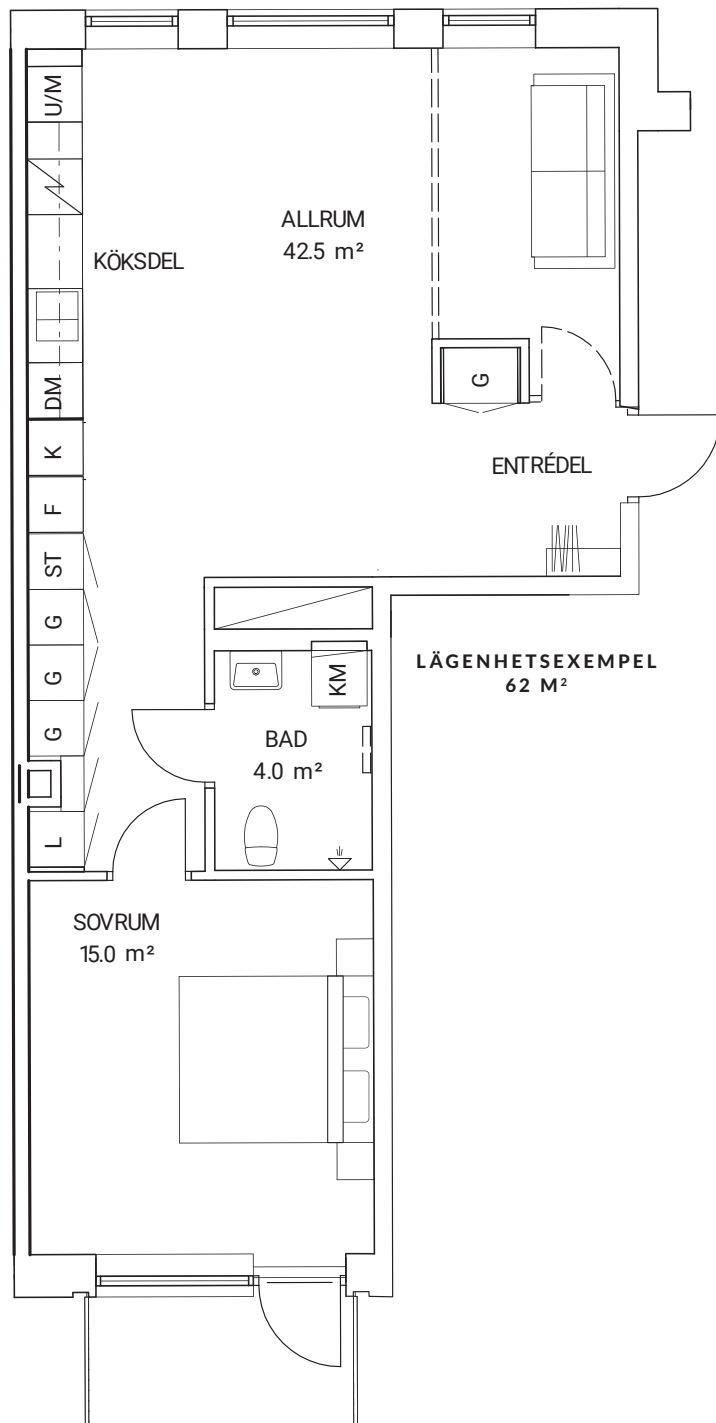 U/M
ALLRUM
42.5 m²
KÖKSDEL
DM
G
K
ENTRÉDEL
F
ST
G
G
G
LÄGENHETSEXEMPEL
62 M²
KM
BAD
4.0 m²
L
SOVRUM
15.0 m²